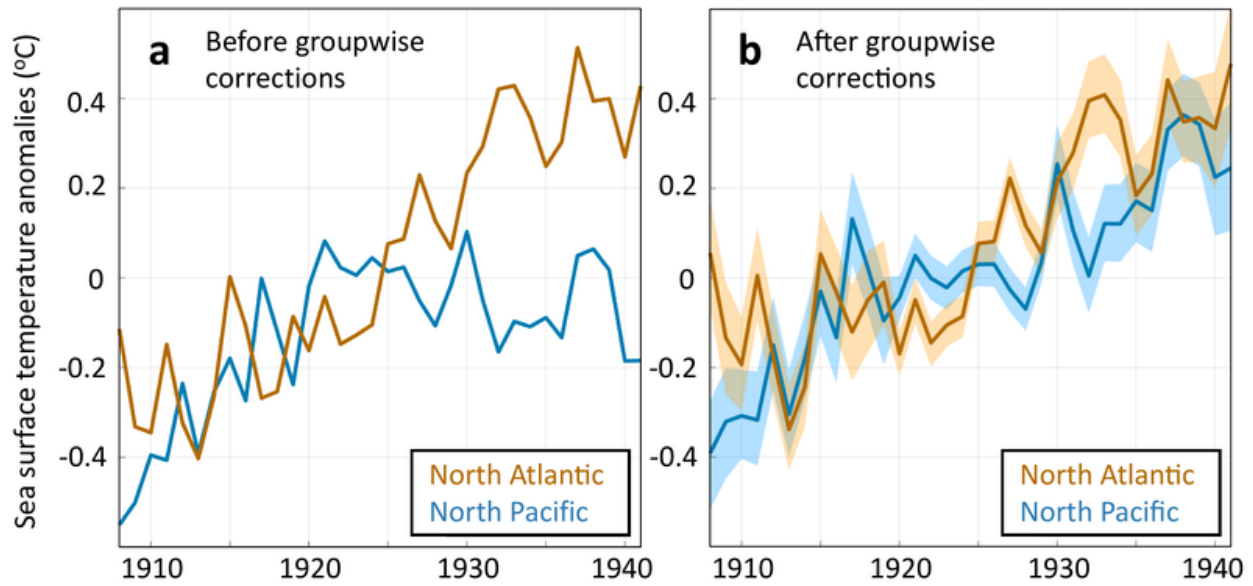 Sea surface temperature anomalies (°C)
a
Before groupwise
corrections
0.4
0.2
0
-0.2
-0.4
North Atlantic
North Pacific
1910
1920
1930
1940
b
After groupwise
corrections
0.4
0.2
0
-0.2
-0.4
North Atlantic
North Pacific
1910
1920
1930
1940